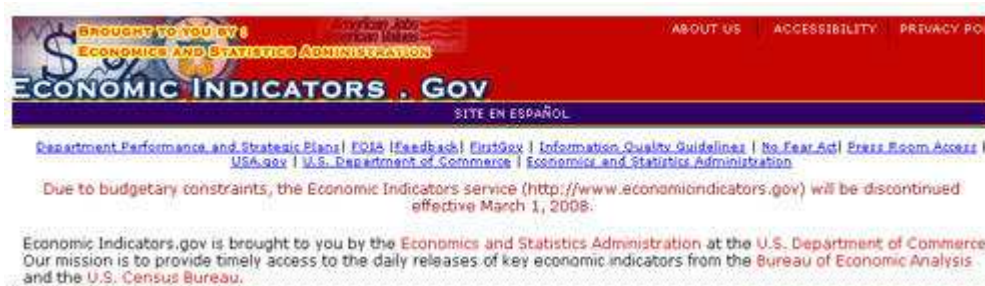 American Jobs
American Values
BROUGHT TO YOU BY:
ECONOMICS AND STATISTICS ADMINISTRATION
ABOUT US ACCESSIBILITY PRIVACY PO
ECONOMIC INDICATORS . GOV
SITE EN ESPAÑOL
Department Performance and Strategic Plans| FOIA |Feedback| FirstGov | Information Quality Guidelines | No Fear Act| Press Room Access |
USA.gov | U.S. Department of Commerce | Economics and Statistics Administration
Due to budgetary constraints, the Economic Indicators service (http://www.economicindicators.gov) will be discontinued
effective March 1, 2008.
Economic Indicators.gov is brought to you by the Economics and Statistics Administration at the U.S. Department of Commerce
Our mission is to provide timely access to the daily releases of key economic indicators from the Bureau of Economic Analysis
and the U.S. Census Bureau.